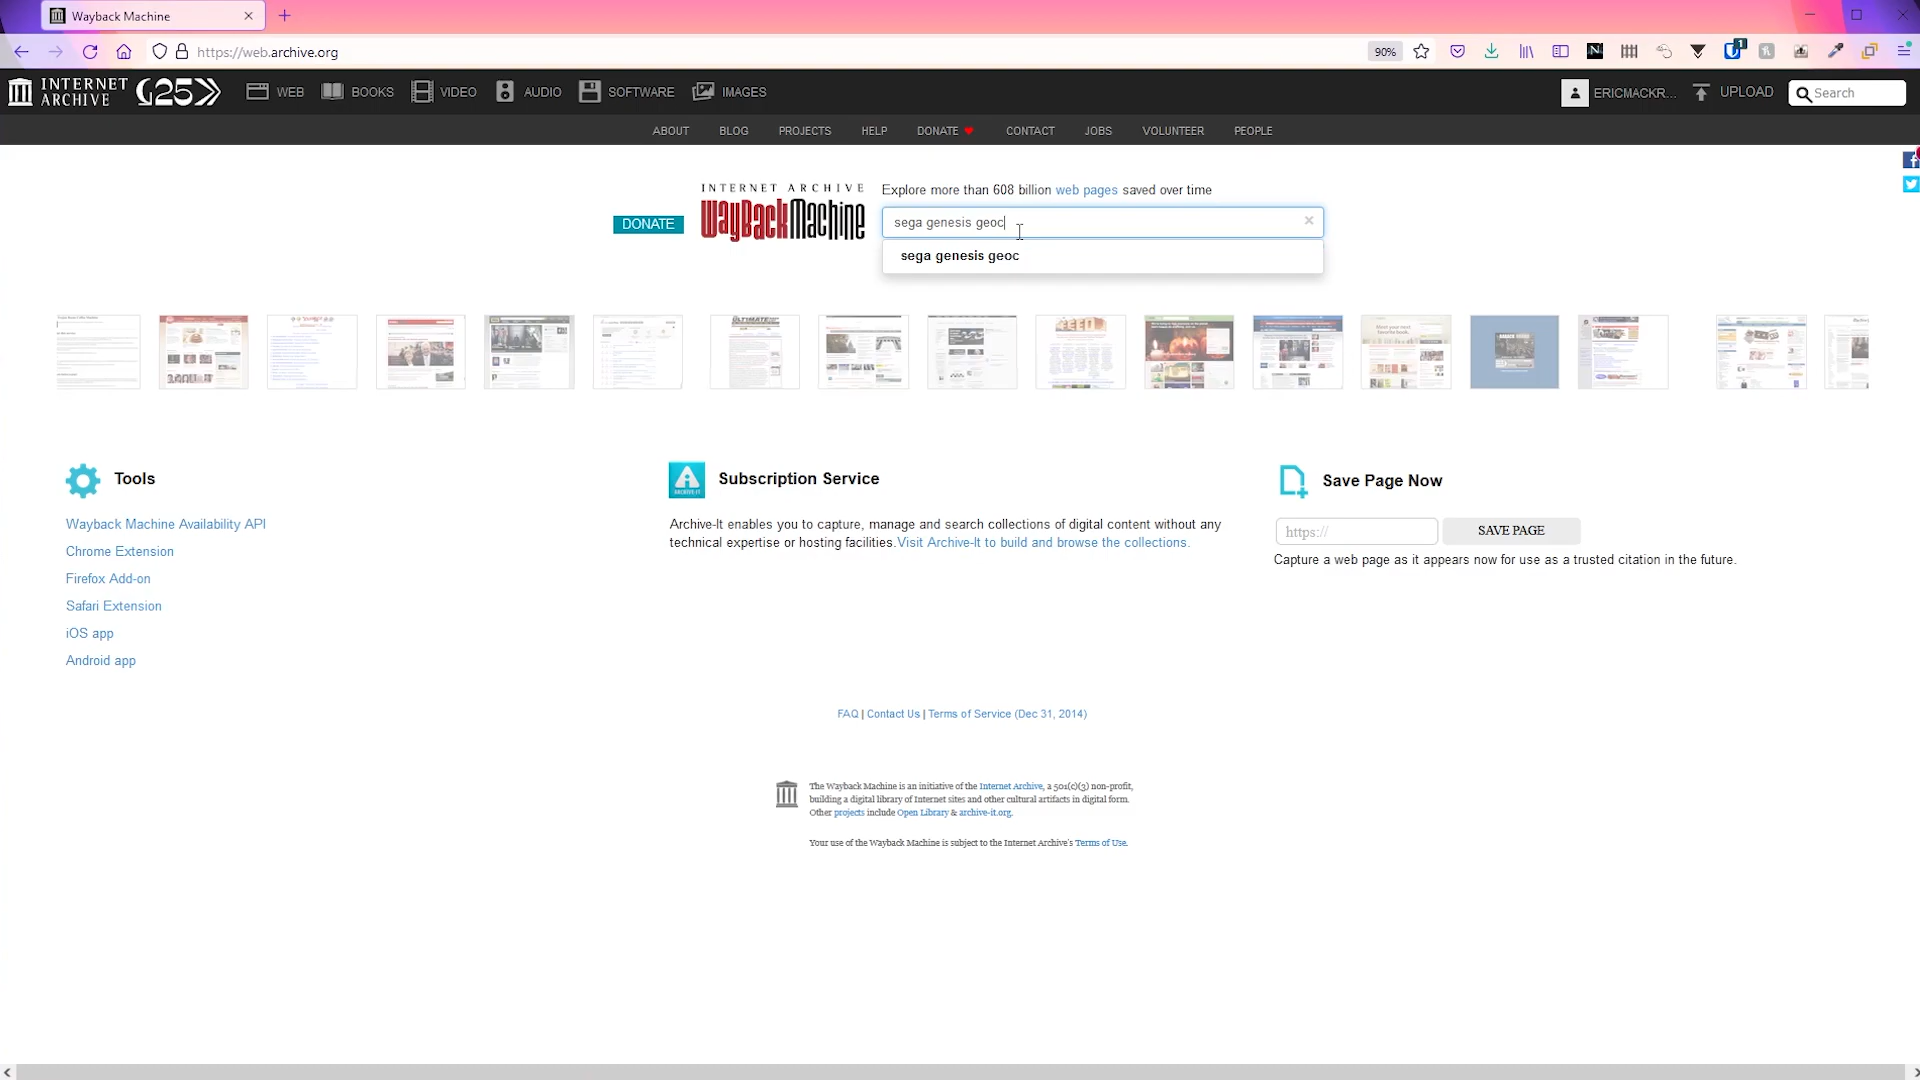 Wayback Machine
https://web.archive.org
90%
1
INTERNET ARCHIVE
25
WEB
BOOKS
VIDEO
AUDIO
SOFTWARE
IMAGES
ERICMACKR...
UPLOAD
Search
ABOUT
BLOG
PROJECTS
HELP
DONATE
CONTACT
JOBS
VOLUNTEER
PEOPLE
DONATE
INTERNET ARCHIVE
WayBackMachine
Explore more than 608 billion web pages saved over time
sega genesis geoc
sega genesis geoc
Tools
Wayback Machine Availability API
Chrome Extension
Firefox Add-on
Safari Extension
iOS app
Android app
ARCHIVE-IT
Subscription Service
Archive-It enables you to capture, manage and search collections of digital content without any
technical expertise or hosting facilities.Visit Archive-It to build and browse the collections.
Save Page Now
https://
SAVE PAGE
Capture a web page as it appears now for use as a trusted citation in the future.
FAQ | Contact Us | Terms of Service (Dec 31, 2014)
The Wayback Machine is an initiative of the Internet Archive, a 501(c)(3) non-profit,
building a digital library of Internet sites and other cultural artifacts in digital form.
Other projects include Open Library & archive-it.org.
Your use of the Wayback Machine is subject to the Internet Archive's Terms of Use.